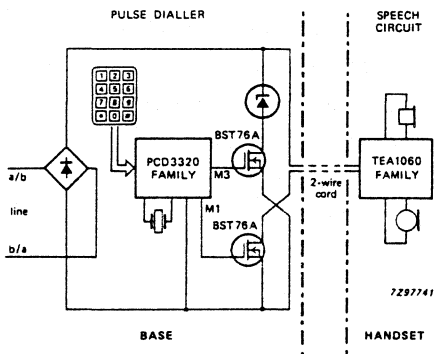 PULSE DIALLER
SPEECH
CIRCUIT
1 2 3
4 5 6
7 8 9
* 0 #
BST76A
PCD3320
FAMILY
M3
TEA1060
FAMILY
a/b
line
b/a
2-wire
cord
M1
BST76A
7Z97741
BASE
HANDSET